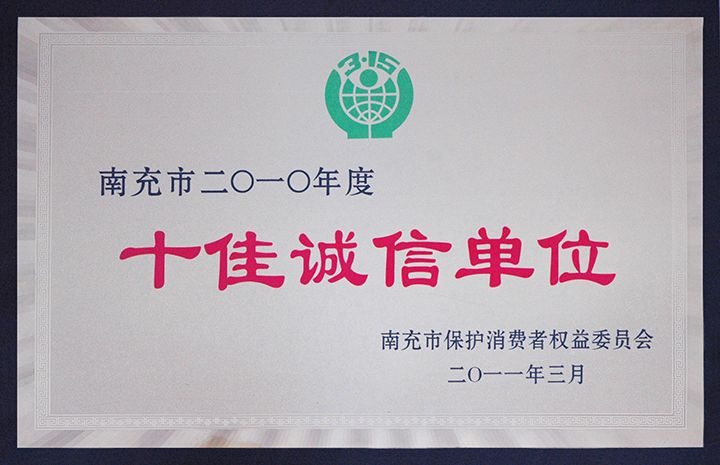 3·15
南充市二〇一〇年度
十佳诚信单位
南充市保护消费者权益委员会
二〇一一年三月